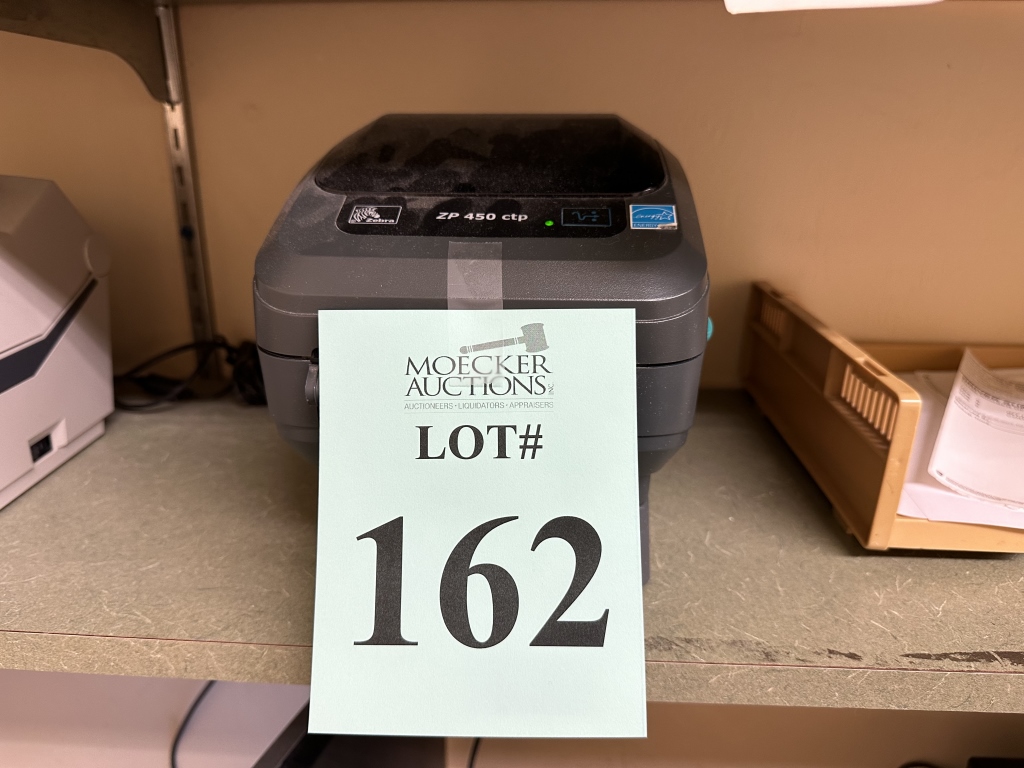 Zebra
ZP 450 ctp
MOECKER
AUCTIONS INC
AUCTIONEERS • LIQUIDATORS • APPRAISERS
LOT#
162